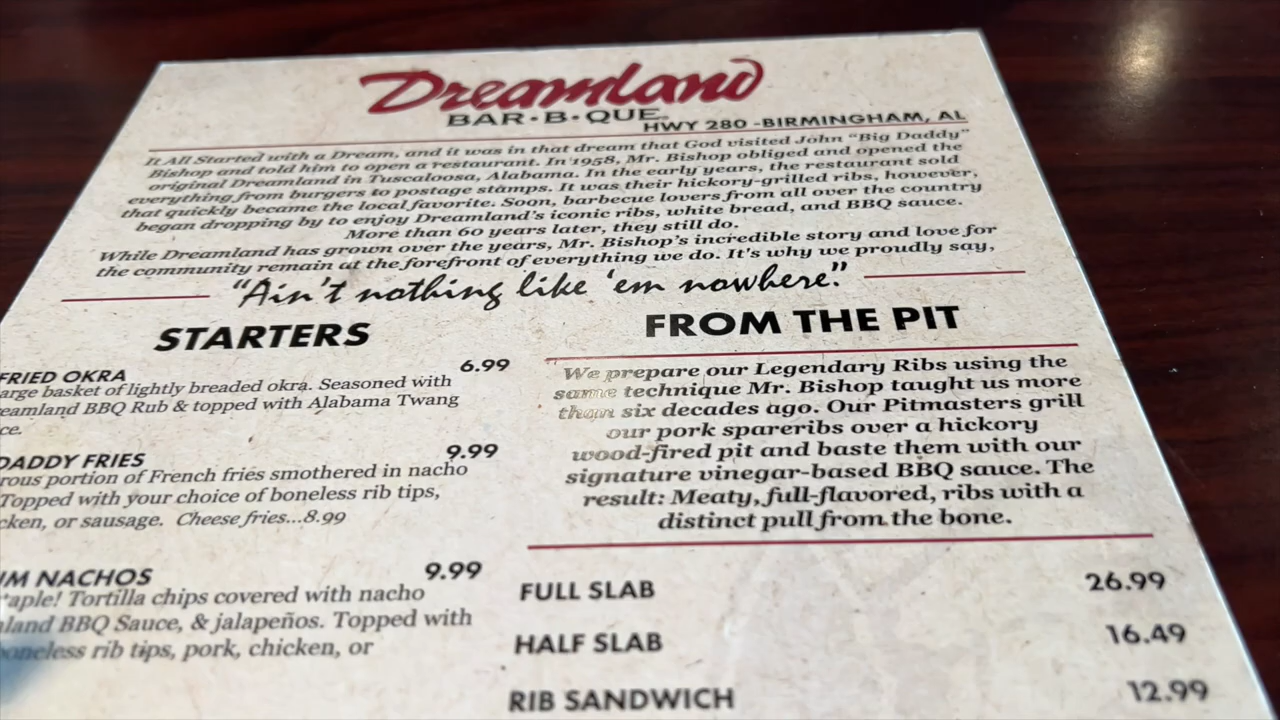 Dreamland
BAR·B·QUE
HWY 280 -BIRMINGHAM, AL
It All Started with a Dream, and it was in that dream that God visited John “Big Daddy”
Bishop and told him to open a restaurant. In 1958, Mr. Bishop obliged and opened the
original Dreamland in Tuscaloosa, Alabama. In the early years, the restaurant sold
everything from burgers to postage stamps. It was their hickory-grilled ribs, however,
that quickly became the local favorite. Soon, barbecue lovers from all over the country
began dropping by to enjoy Dreamland's iconic ribs, white bread, and BBQ sauce.
More than 60 years later, they still do.
While Dreamland has grown over the years, Mr. Bishop's incredible story and love for
the community remain at the forefront of everything we do. It's why we proudly say,
“Ain't nothing like 'em nowhere.”
STARTERS
FRIED OKRA 6.99
arge basket of lightly breaded okra. Seasoned with
eamland BBQ Rub & topped with Alabama Twang
ce.
DADDY FRIES 9.99
rous portion of French fries smothered in nacho
Topped with your choice of boneless rib tips,
cken, or sausage. Cheese fries...8.99
IM NACHOS 9.99
taple! Tortilla chips covered with nacho
land BBQ Sauce, & jalapeños. Topped with
boneless rib tips, pork, chicken, or
FROM THE PIT
We prepare our Legendary Ribs using the
same technique Mr. Bishop taught us more
than six decades ago. Our Pitmasters grill
our pork spareribs over a hickory
wood-fired pit and baste them with our
signature vinegar-based BBQ sauce. The
result: Meaty, full-flavored, ribs with a
distinct pull from the bone.
FULL SLAB 26.99
HALF SLAB 16.49
RIB SANDWICH 12.99